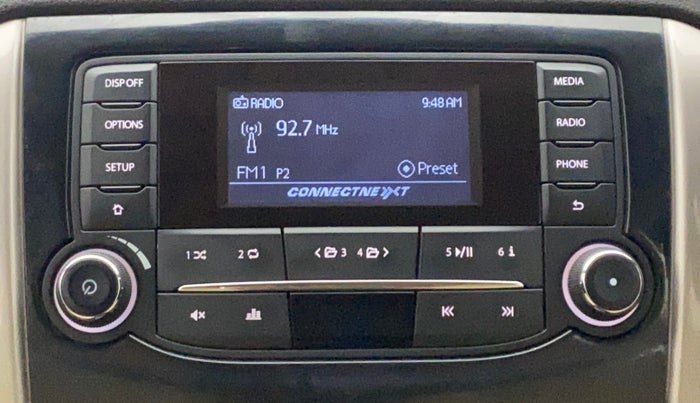 DISP OFF
OPTIONS
SETUP
RADIO 9:48 AM
92.7 MHz
FM1 P2 Preset
CONNECTNEXT
MEDIA
RADIO
PHONE
1 2 < 3 4 > 5 6 i